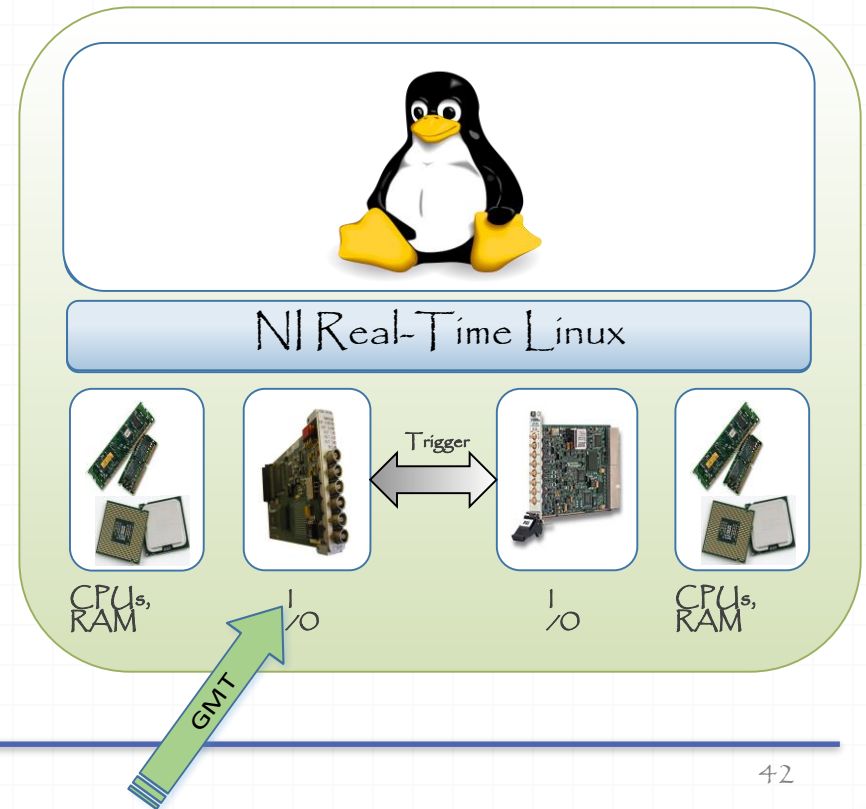 NI Real-Time Linux
Trigger
CPUs,
RAM
I
/O
I
/O
CPUs,
RAM
GMT
42